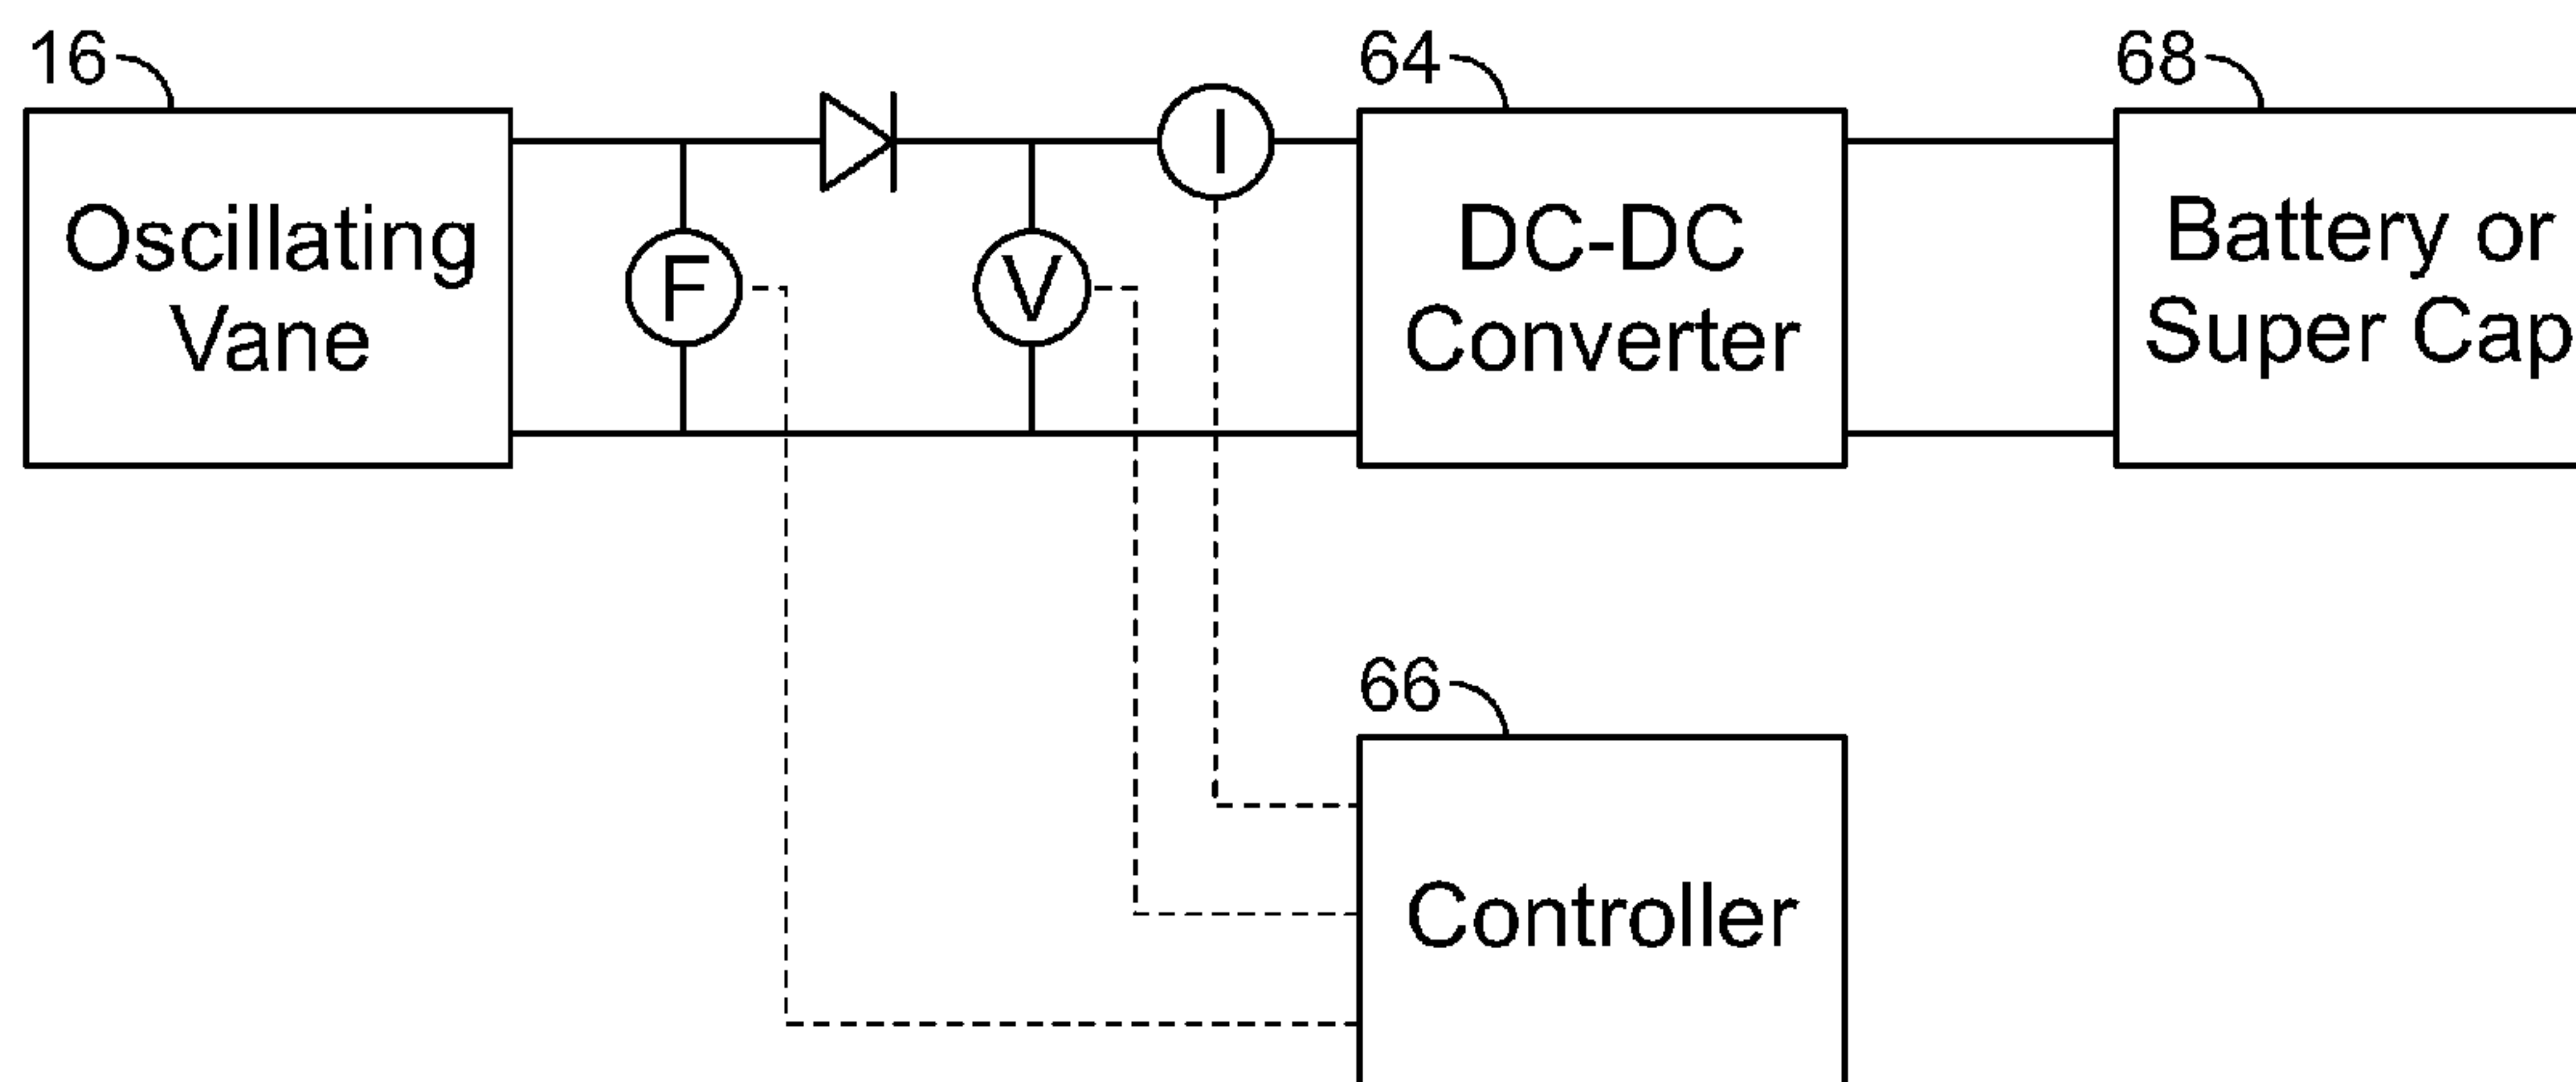 16
64
68
Oscillating
Vane
F
V
I
DC-DC
Converter
Battery or
Super Cap
66
Controller